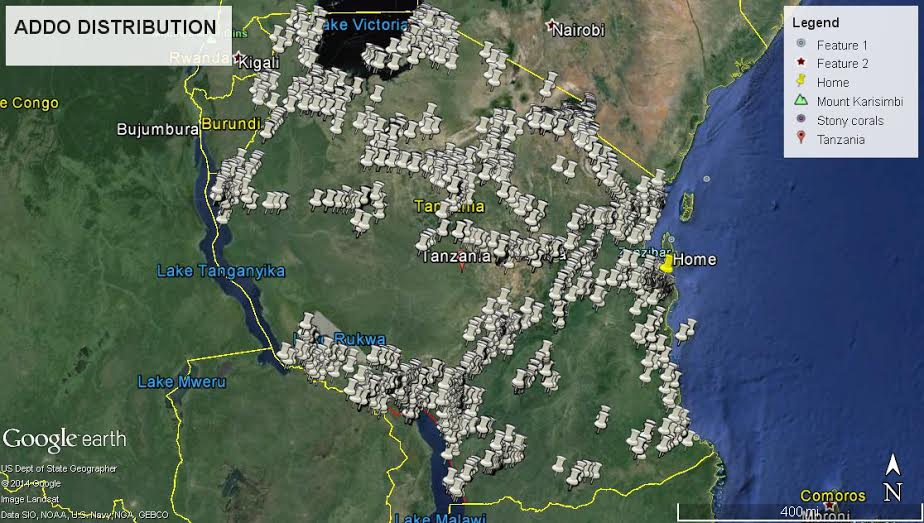 ADDO DISTRIBUTION
Legend
Feature 1
Feature 2
Home
Mount Karisimbi
Stony corals
Tanzania
Lake Victoria
Nairobi
Rwanda
Kigali
e Congo
Bujumbura
Burundi
Tanzania
Home
Lake Tanganyika
Rukwa
Lake Mweru
Google earth
US Dept of State Geographer
© 2014 Google
Image Landsat
Data SIO, NOAA, U.S. Navy, NGA, GEBCO
N
Comoros
400 mi
Moroni
Lake Malawi